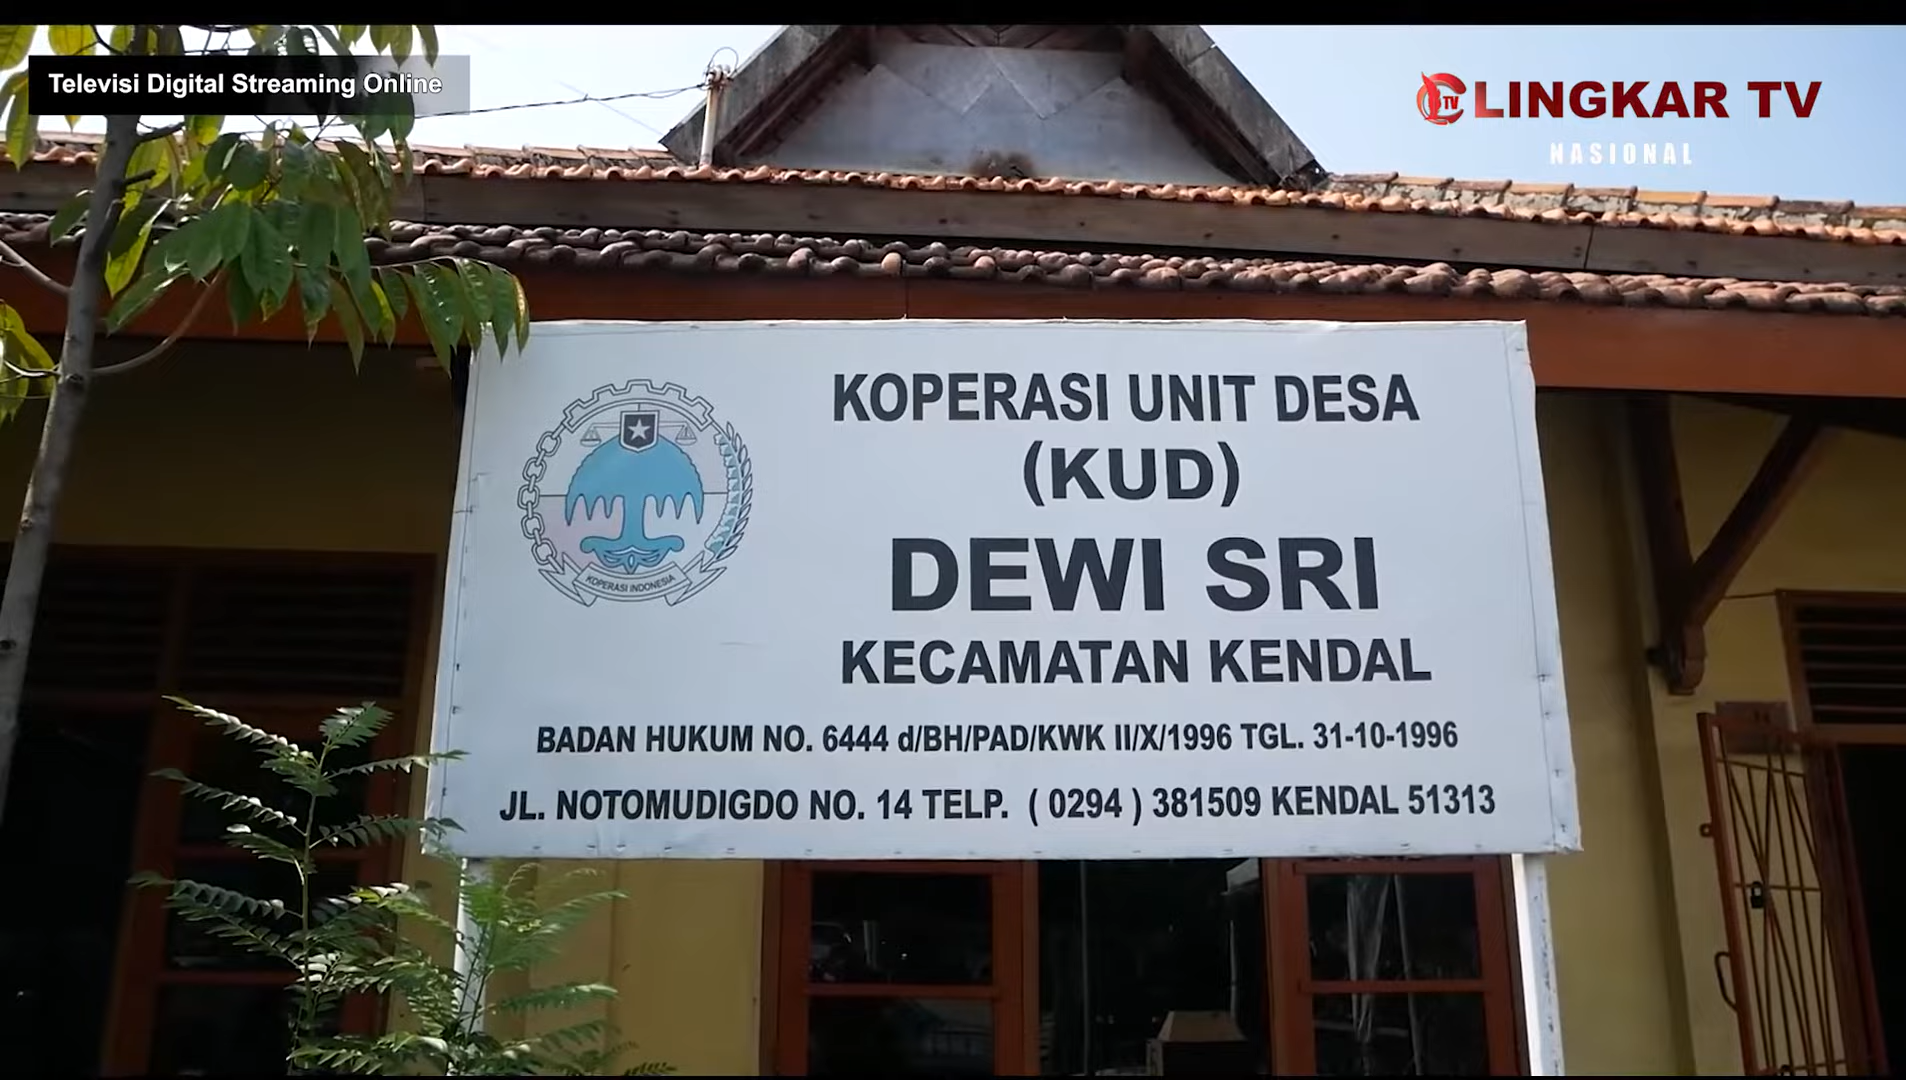 Televisi Digital Streaming Online
LINGKAR TV
NASIONAL
KOPERASI UNIT DESA
(KUD)
DEWI SRI
KECAMATAN KENDAL
KOPERASI INDONESIA
BADAN HUKUM NO. 6444 d/BH/PAD/KWK II/X/1996 TGL. 31-10-1996
JL. NOTOMUDIGDO NO. 14 TELP. ( 0294 ) 381509 KENDAL 51313